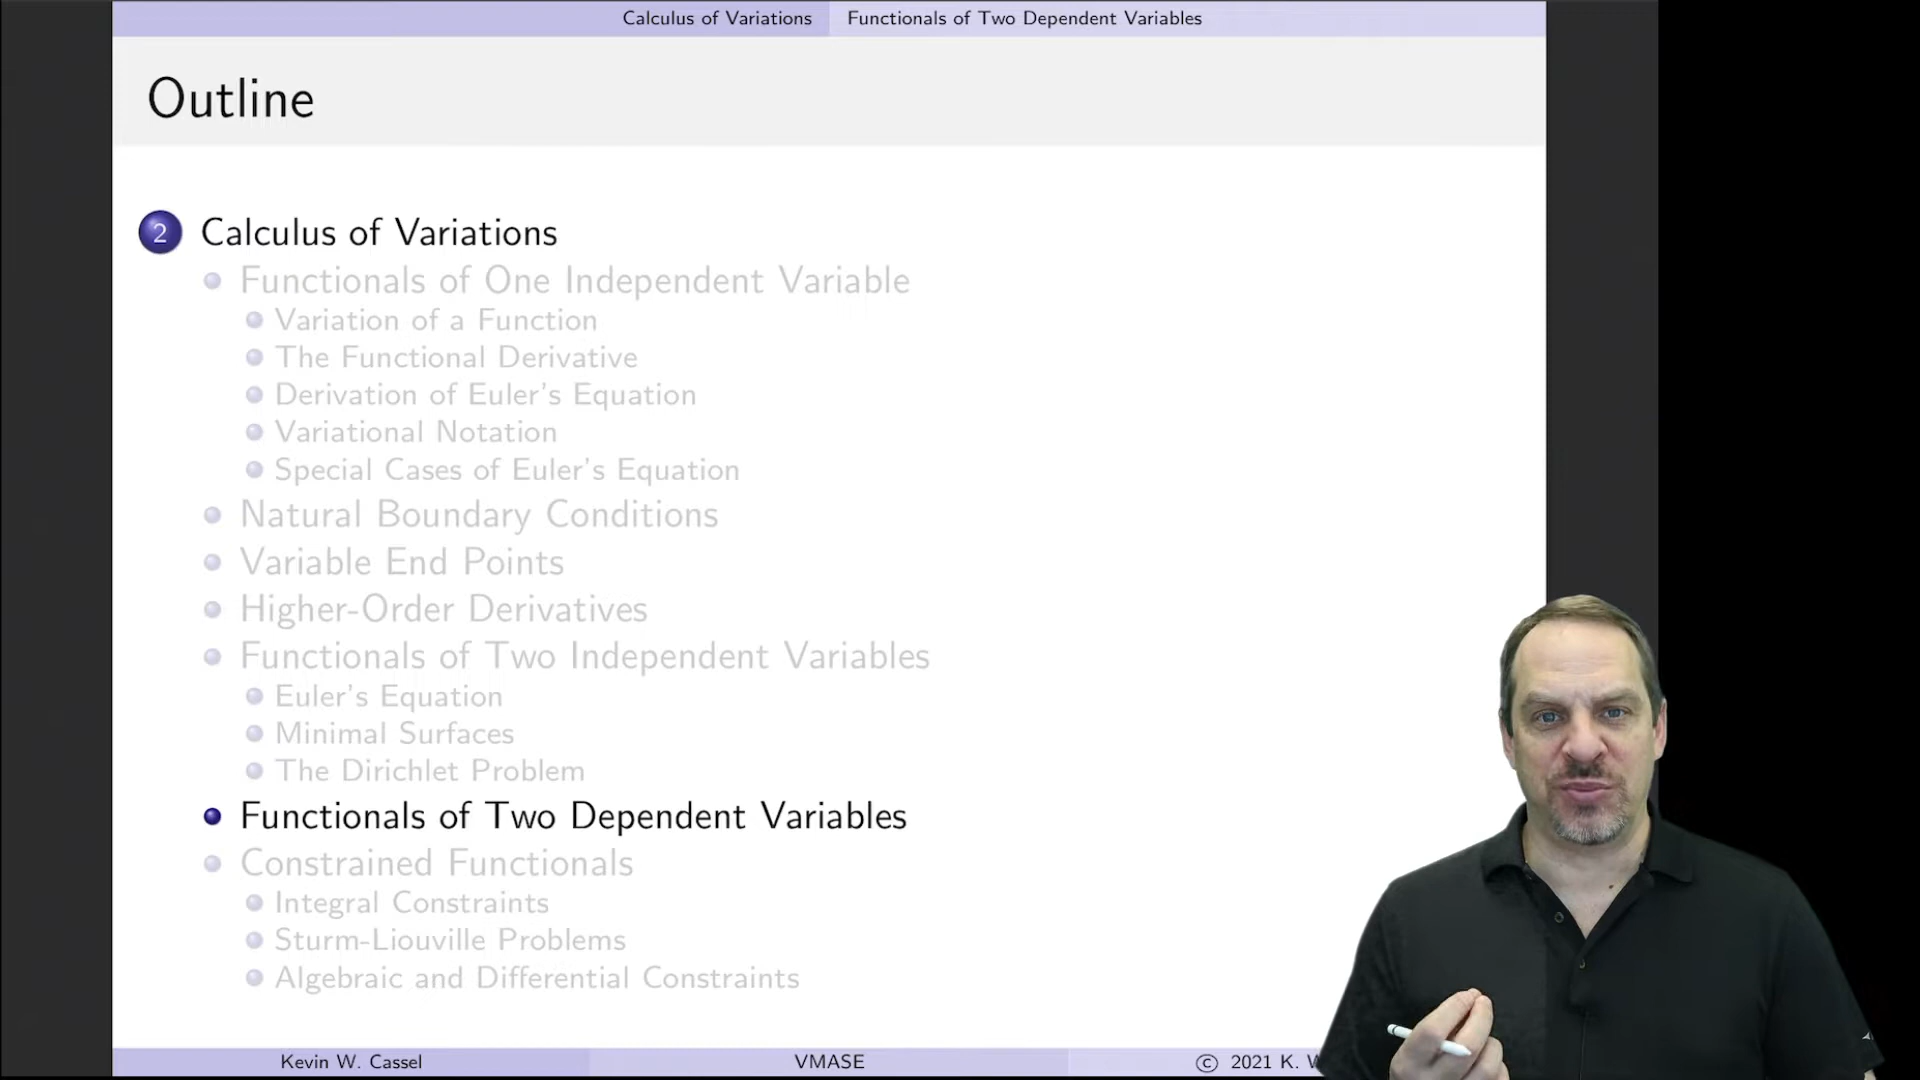 Calculus of Variations Functionals of Two Dependent Variables
Outline
2 Calculus of Variations
Functionals of One Independent Variable
Variation of a Function
The Functional Derivative
Derivation of Euler's Equation
Variational Notation
Special Cases of Euler's Equation
Natural Boundary Conditions
Variable End Points
Higher-Order Derivatives
Functionals of Two Independent Variables
Euler's Equation
Minimal Surfaces
The Dirichlet Problem
Functionals of Two Dependent Variables
Constrained Functionals
Integral Constraints
Sturm-Liouville Problems
Algebraic and Differential Constraints
Kevin W. Cassel VMASE © 2021 K.